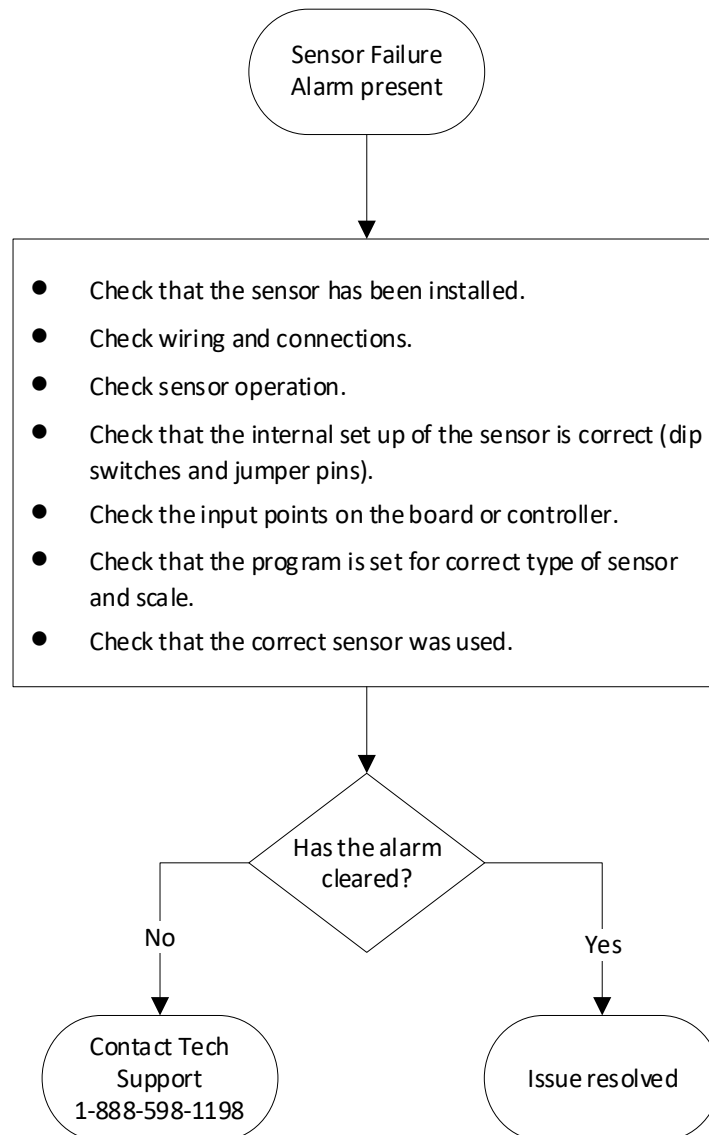 Sensor Failure
Alarm present
● Check that the sensor has been installed.
● Check wiring and connections.
● Check sensor operation.
● Check that the internal set up of the sensor is correct (dip
switches and jumper pins).
● Check the input points on the board or controller.
● Check that the program is set for correct type of sensor
and scale.
● Check that the correct sensor was used.
Has the alarm
cleared?
No
Yes
Contact Tech
Support
1-888-598-1198
Issue resolved